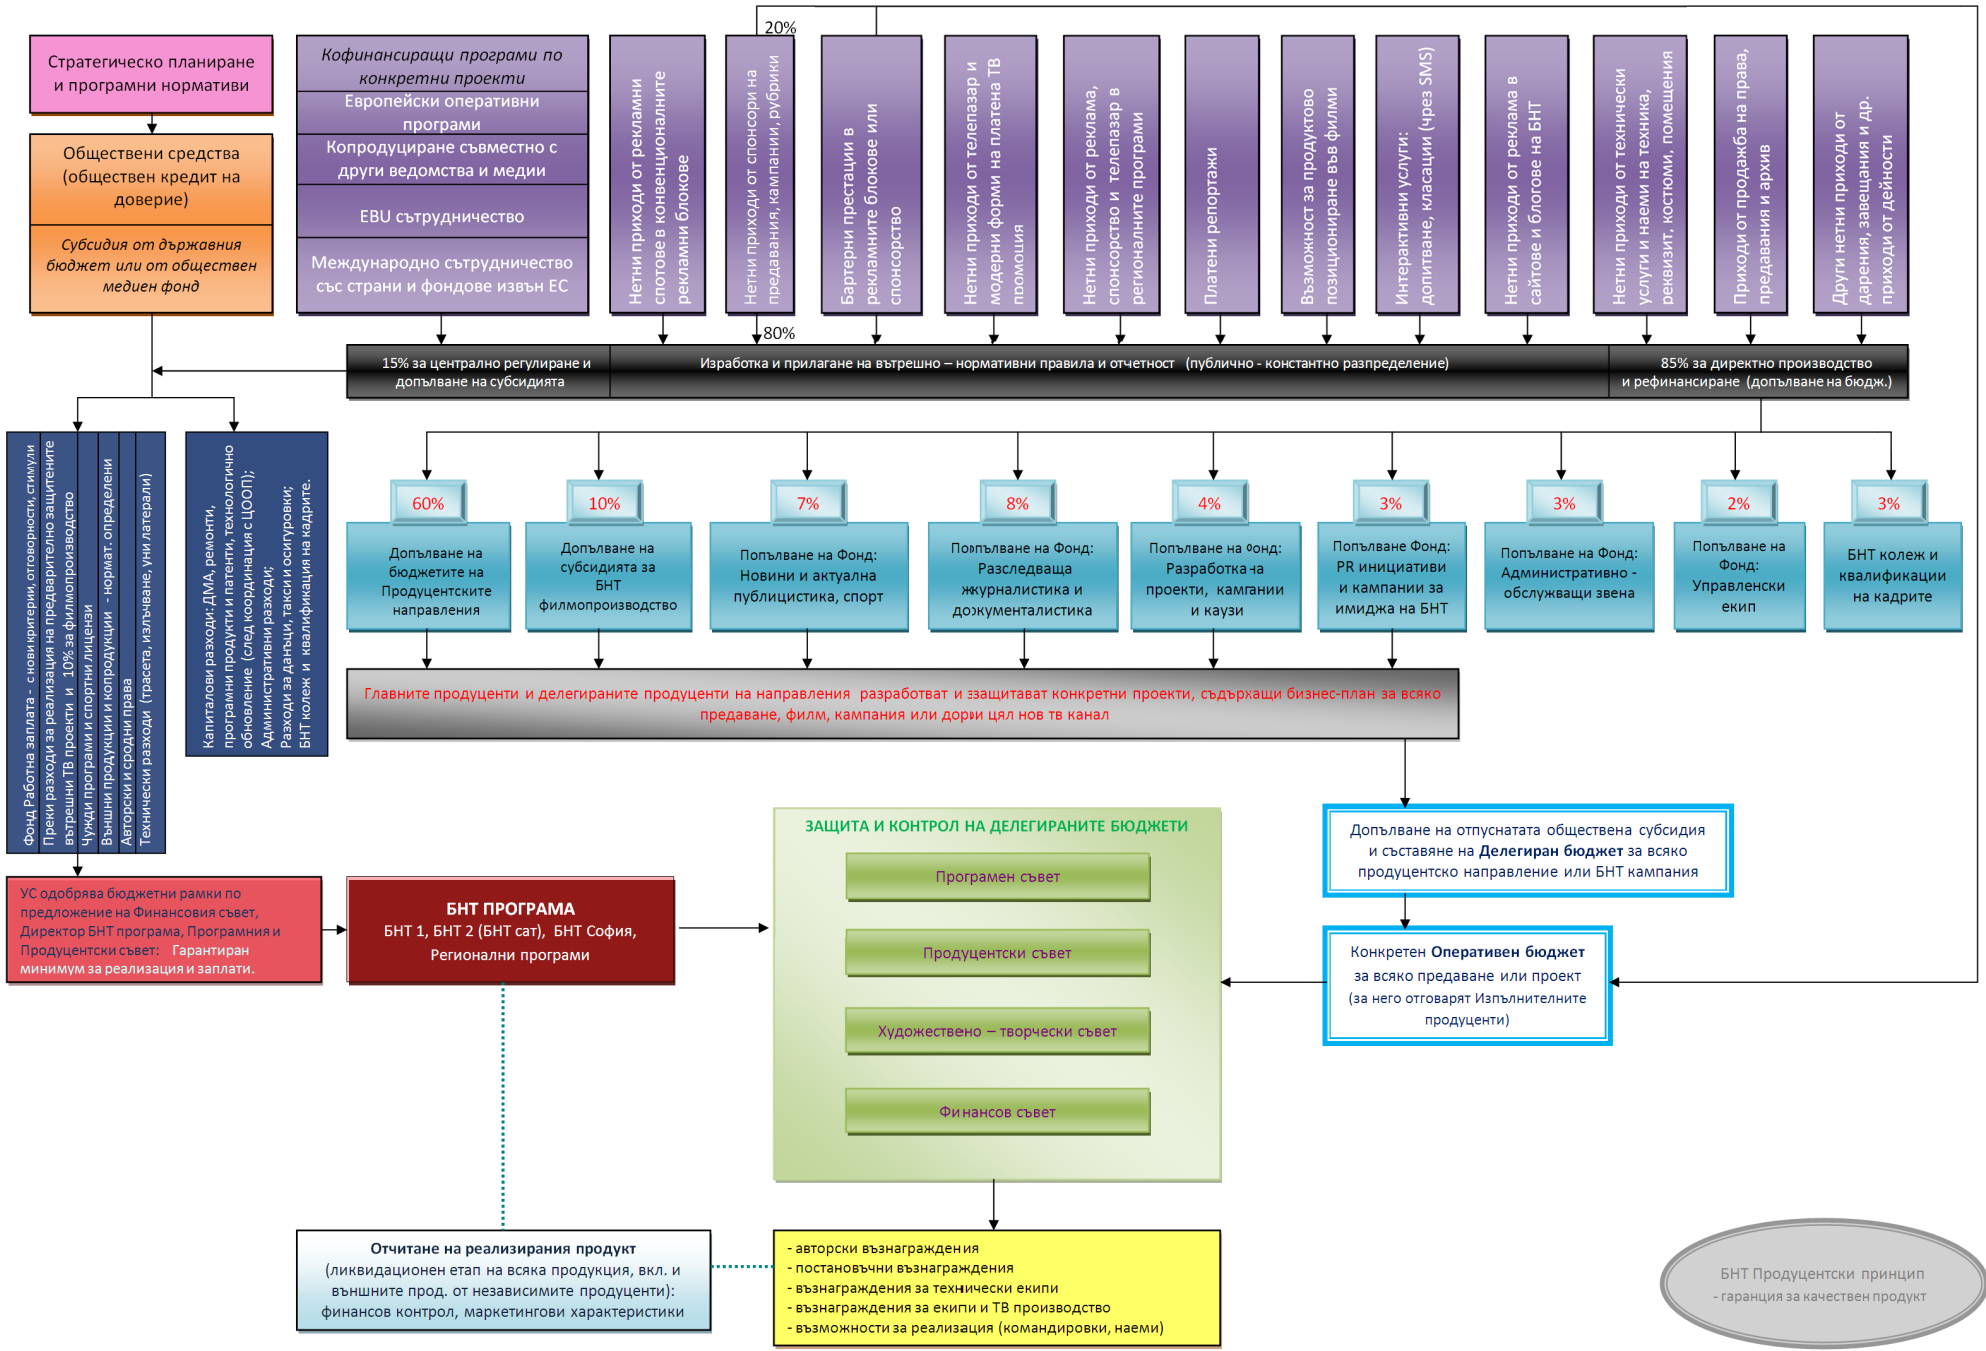 20%
Стратегическо планиране
и програмни нормативи
Обществени средства
(обществен кредит на
доверие)
Субсидия от държавния
бюджет или от обществен
медиен фонд
Кофинансиращи програми по
конкретни проекти
Европейски оперативни
програми
Копродуциране съвместно с
други ведомства и медии
EBU сътрудничество
Международно сътрудничество
със страни и фондове извън ЕС
Нетни приходи от рекламни
спотове в конвенционалните
рекламни блокове
Нетни приходи от спонсори на
предавания, кампании, рубрики
Бартерни престации в
рекламните блокове или
спонсорство
Нетни приходи от телепазар и
модерни форми на платена ТВ
промоция
Нетни приходи от реклама,
спонсорство и телепазар в
регионалните програми
Платени репортажи
Възможност за продуктово
позициониране във филми
Интерактивни услуги:
допитване, класации (чрез SMS)
Нетни приходи от реклама в
сайтове и блогове на БНТ
Нетни приходи от технически
услуги и наеми на техника,
реквизит, костюми, помещения
Приходи от продажба на права,
предавания и архив
Други нетни приходи от
дарения, завещания и др.
приходи от дейности
80%
15% за централно регулиране и
допълване на субсидията
Изработка и прилагане на вътрешно – нормативни правила и отчетност (публично - константно разпределение)
85% за директно производство
и рефинансиране (допълване на бюдж.)
Фонд Работна заплата - с нови критерии, отговорности, стимули
Преки разходи за реализация на предварително защитените
вътрешни ТВ проекти и 10% за филмопроизводство
Чужди програми и спортни лицензи
Външни продукции и копродукции - нормат. определени
Авторски и сродни права
Технически разходи (трасета, излъчване, уни латерали)
Капиталови разходи: ДМА, ремонти,
програмни продукти и патенти, технологично
обновление (след координация с ЦООП);
Административни разходи;
Разходи за данъци, такси и осигуровки;
БНТ колеж и квалификация на кадрите.
60%
10%
7%
8%
4%
3%
3%
2%
3%
Допълване на
бюджетите на
Продуцентските
направления
Допълване на
субсидията за
БНТ
филмопроизводство
Попълване на Фонд:
Новини и актуална
публицистика, спорт
Попълване на Фонд:
Разследваща
журналистика и
документалистика
Попълване на Фонд:
Разработка на
проекти, кампании
и каузи
Попълване Фонд:
PR инициативи
и кампании за
имиджа на БНТ
Попълване на Фонд:
Административно -
обслужващи звена
Попълване на
Фонд:
Управленски
екип
БНТ колеж и
квалификации
на кадрите
Главните продуценти и делегираните продуценти на направления разработват и защитават конкретни проекти, съдържащи бизнес-план за всяко
предаване, филм, кампания или дори цял нов тв канал
Допълване на отпуснатата обществена субсидия
и съставяне на Делегиран бюджет за всяко
продуцентско направление или БНТ кампания
Конкретен Оперативен бюджет
за всяко предаване или проект
(за него отговарят Изпълнителните
продуценти)
УС одобрява бюджетни рамки по
предложение на Финансовия съвет,
Директор БНТ програма, Програмния и
Продуцентски съвет: Гарантиран
минимум за реализация и заплати.
БНТ ПРОГРАМА
БНТ 1, БНТ 2 (БНТ сат), БНТ София,
Регионални програми
ЗАЩИТА И КОНТРОЛ НА ДЕЛЕГИРАНИТЕ БЮДЖЕТИ
Програмен съвет
Продуцентски съвет
Художествено – творчески съвет
Финансов съвет
Отчитане на реализирания продукт
(ликвидационен етап на всяка продукция, вкл. и
външните прод. от независимите продуценти):
финансов контрол, маркетингови характеристики
- авторски възнаграждения
- постановъчни възнаграждения
- възнаграждения за технически екипи
- възнаграждения за екипи и ТВ производство
- възможности за реализация (командировки, наеми)
БНТ Продуцентски принцип
- гаранция за качествен продукт